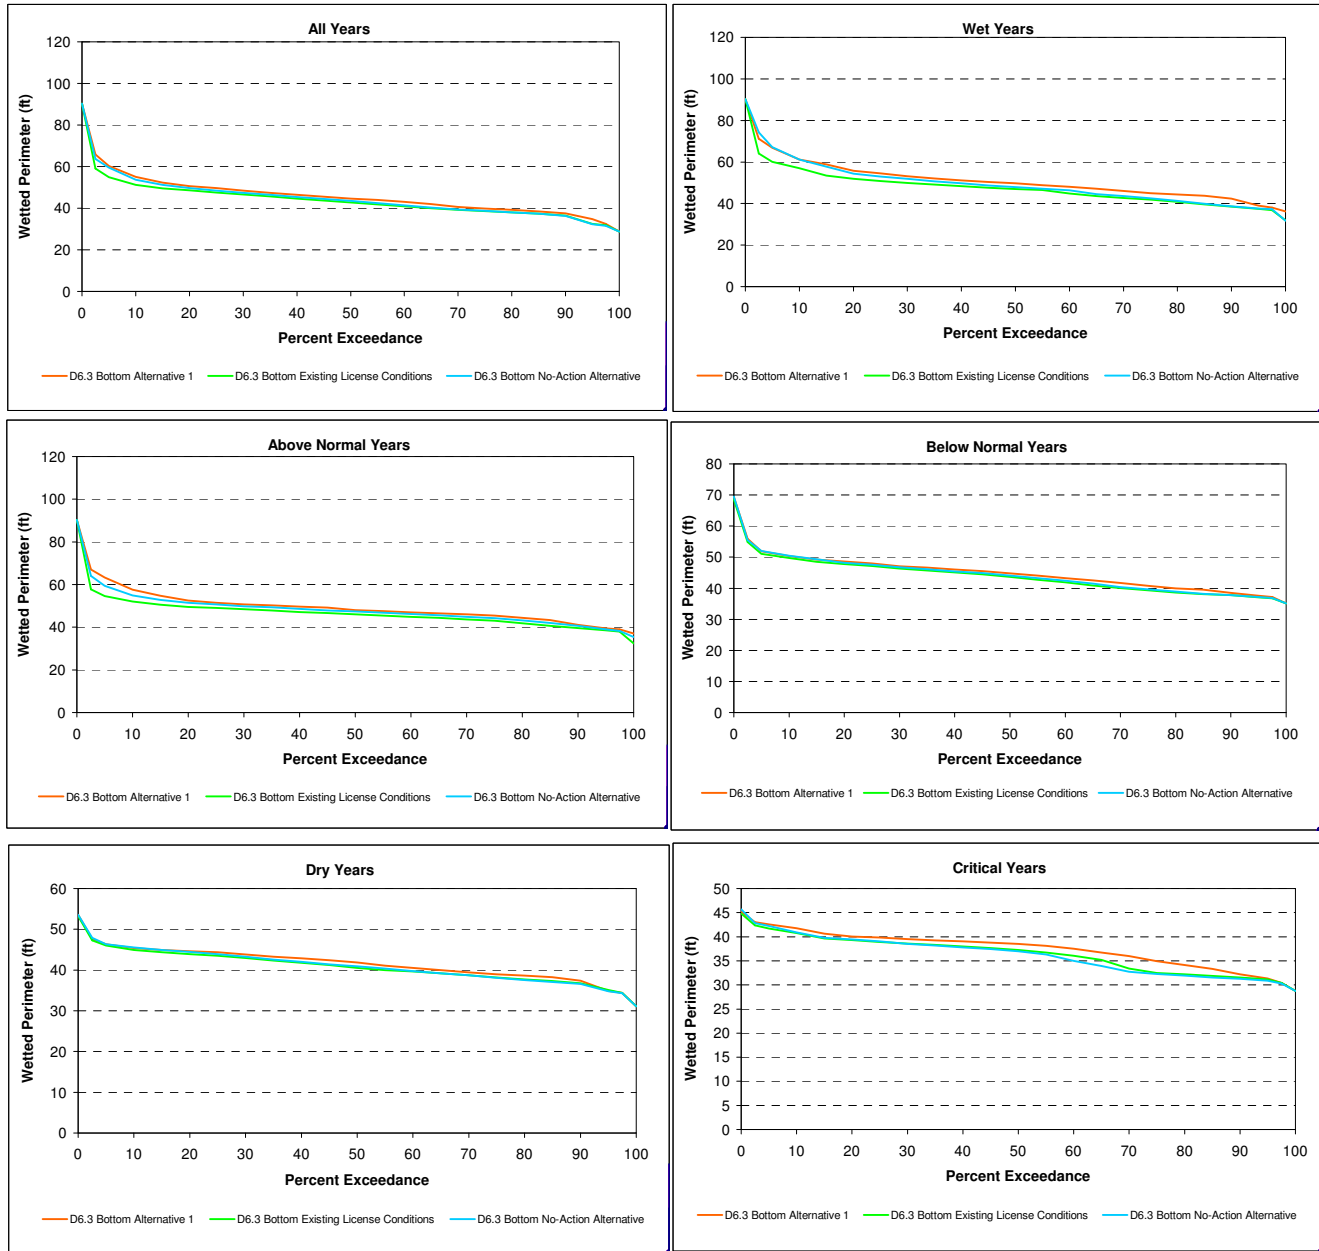 All Years
Wetted Perimeter (ft)
120
100
80
60
40
20
0
0 10 20 30 40 50 60 70 80 90 100
Percent Exceedance
D6.3 Bottom Alternative 1 D6.3 Bottom Existing License Conditions D6.3 Bottom No-Action Alternative
Wet Years
Wetted Perimeter (ft)
120
100
80
60
40
20
0
0 10 20 30 40 50 60 70 80 90 100
Percent Exceedance
D6.3 Bottom Alternative 1 D6.3 Bottom Existing License Conditions D6.3 Bottom No-Action Alternative
Above Normal Years
Wetted Perimeter (ft)
120
100
80
60
40
20
0
0 10 20 30 40 50 60 70 80 90 100
Percent Exceedance
D6.3 Bottom Alternative 1 D6.3 Bottom Existing License Conditions D6.3 Bottom No-Action Alternative
Below Normal Years
Wetted Perimeter (ft)
80
70
60
50
40
30
20
10
0
0 10 20 30 40 50 60 70 80 90 100
Percent Exceedance
D6.3 Bottom Alternative 1 D6.3 Bottom Existing License Conditions D6.3 Bottom No-Action Alternative
Dry Years
Wetted Perimeter (ft)
60
50
40
30
20
10
0
0 10 20 30 40 50 60 70 80 90 100
Percent Exceedance
D6.3 Bottom Alternative 1 D6.3 Bottom Existing License Conditions D6.3 Bottom No-Action Alternative
Critical Years
Wetted Perimeter (ft)
50
45
40
35
30
25
20
15
10
5
0
0 10 20 30 40 50 60 70 80 90 100
Percent Exceedance
D6.3 Bottom Alternative 1 D6.3 Bottom Existing License Conditions D6.3 Bottom No-Action Alternative